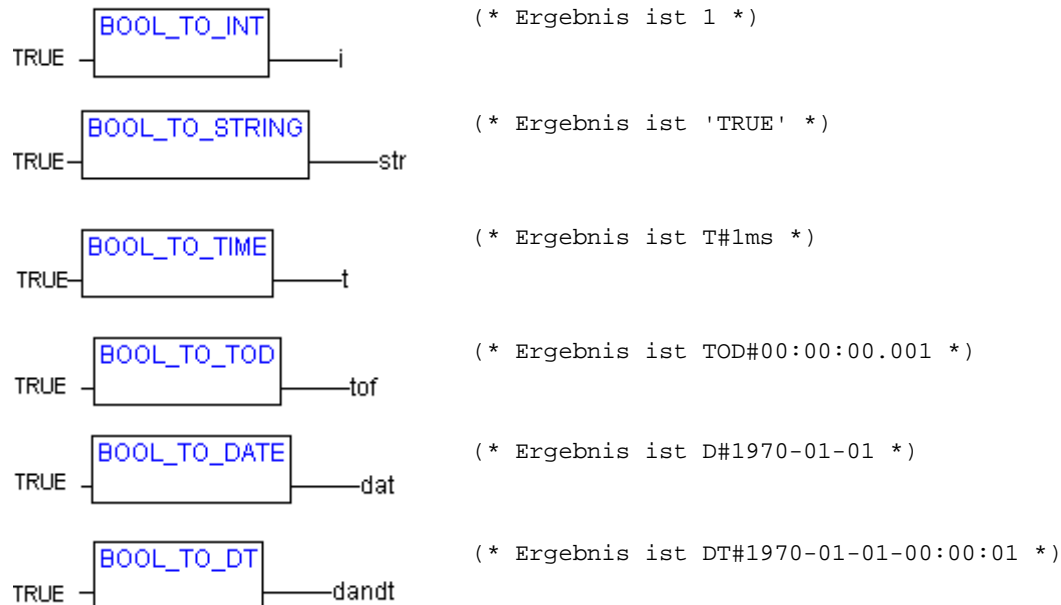 BOOL_TO_INT (* Ergebnis ist 1 *)
TRUE i
BOOL_TO_STRING (* Ergebnis ist 'TRUE' *)
TRUE str
BOOL_TO_TIME (* Ergebnis ist T#1ms *)
TRUE t
BOOL_TO_TOD (* Ergebnis ist TOD#00:00:00.001 *)
TRUE tof
BOOL_TO_DATE (* Ergebnis ist D#1970-01-01 *)
TRUE dat
BOOL_TO_DT (* Ergebnis ist DT#1970-01-01-00:00:01 *)
TRUE dandt